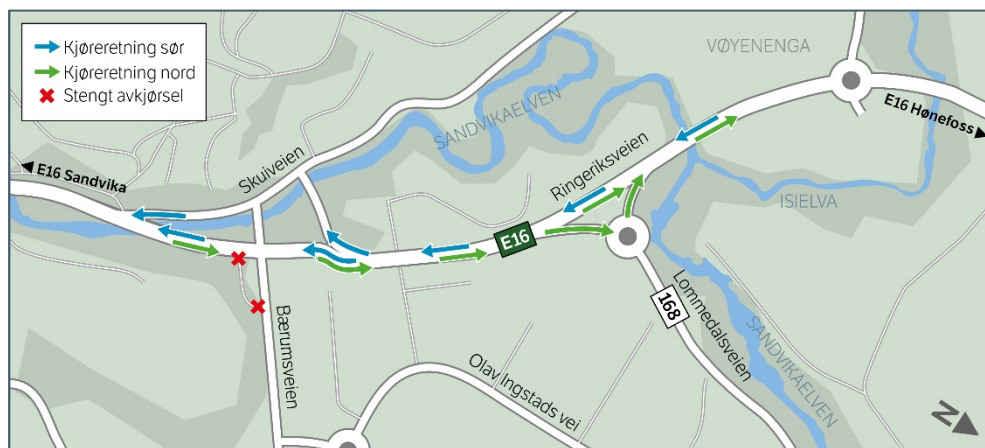 Kjøreretning sør
Kjøreretning nord
Stengt avkjørsel
VØYENENGA
E16 Hønefoss
SANDVIKAELVEN
Ringeriksveien
Skuiveien
E16 Sandvika
ISIELVA
E16
168
Lommedalsveien
Bærumsveien
SANDVIKAELVEN
Olav Ingstads vei
N